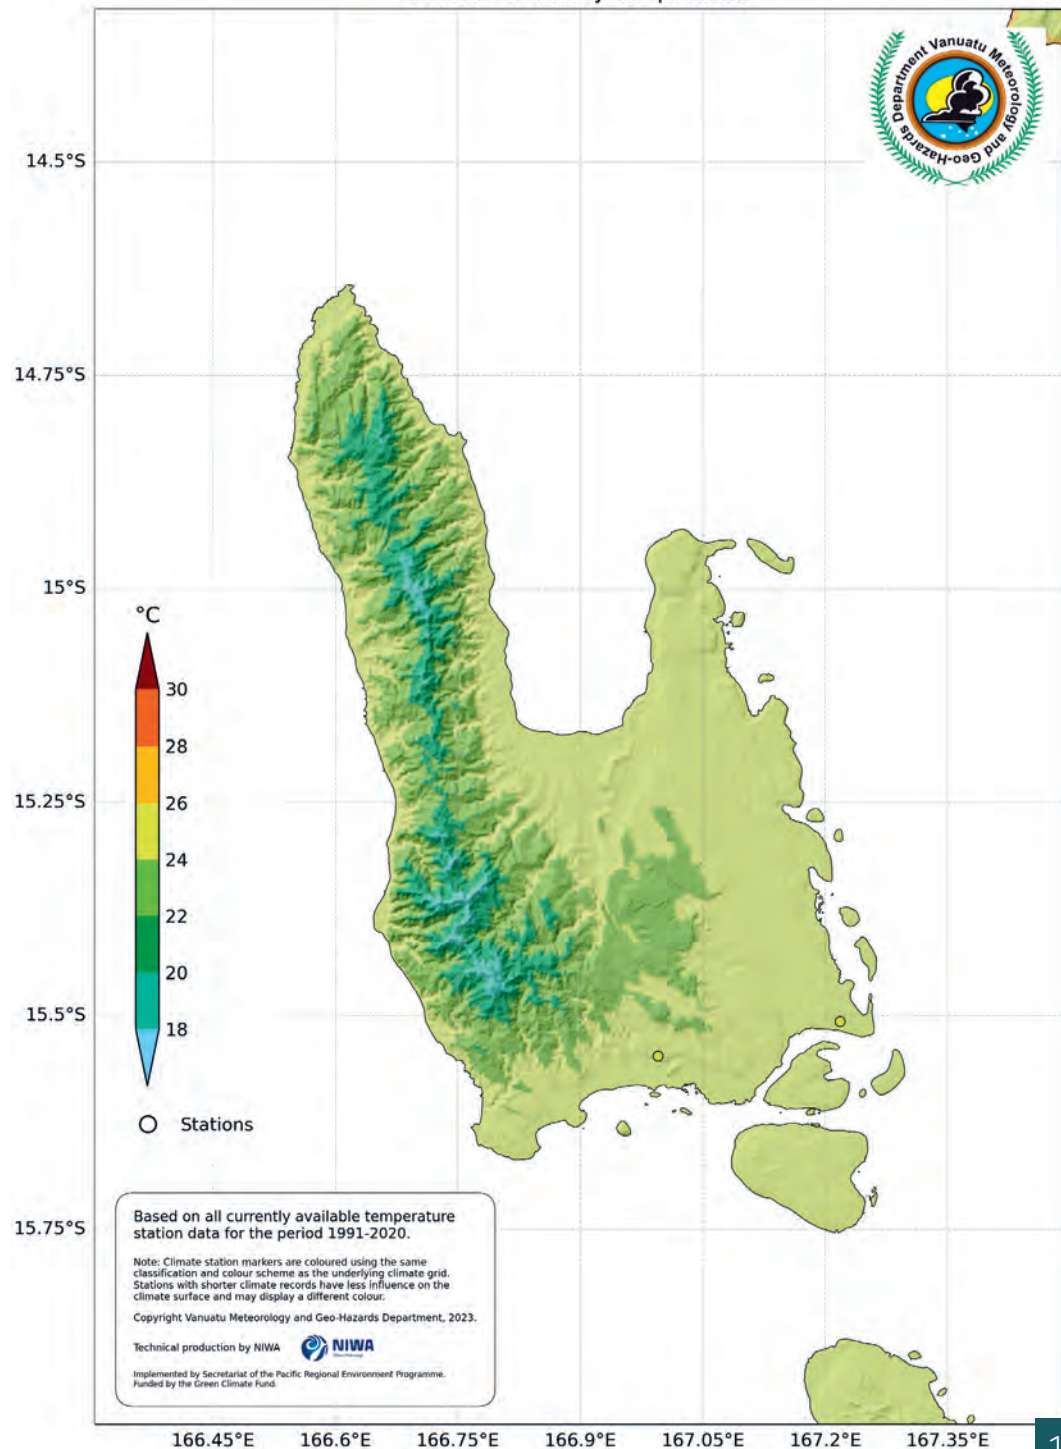 Vanuatu Meteorology and Geo-Hazards Department
14.5°S
14.75°S
15°S
15.25°S
15.5°S
15.75°S
°C
30
28
26
24
22
20
18
Stations
Based on all currently available temperature
station data for the period 1991-2020.
Note: Climate station markers are coloured using the same
classification and colour scheme as the underlying climate grid.
Stations with shorter climate records have less influence on the
climate surface and may display a different colour.
Copyright Vanuatu Meteorology and Geo-Hazards Department, 2023.
Technical production by NIWA
NIWA
Implemented by Secretariat of the Pacific Regional Environment Programme.
Funded by the Green Climate Fund.
166.45°E 166.6°E 166.75°E 166.9°E 167.05°E 167.2°E 167.35°E